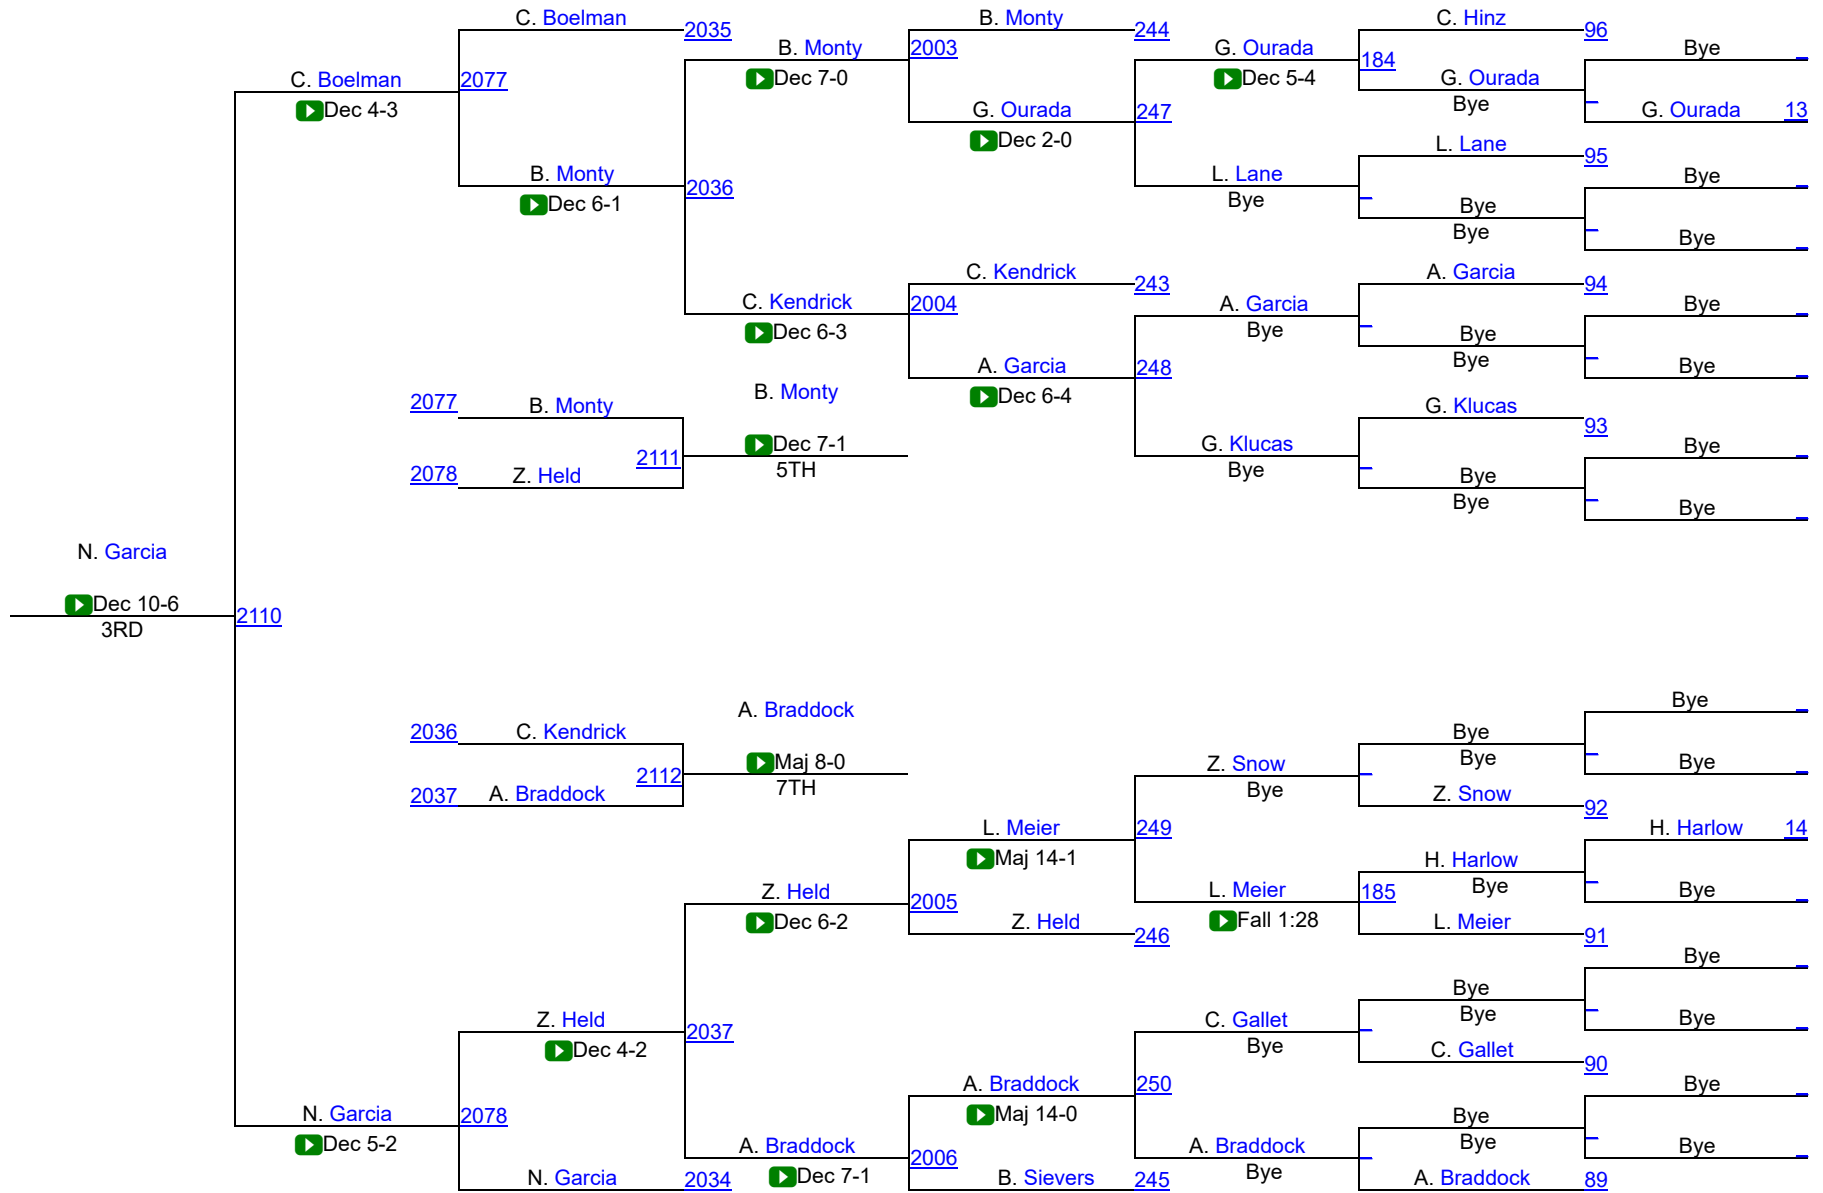 C. Boelman
2035
B. Monty
244
C. Hinz
96
B. Monty
2003
G. Ourada
184
Bye
C. Boelman
2077
Dec 7-0
Dec 5-4
G. Ourada
Bye
Dec 4-3
G. Ourada
247
G. Ourada
13
Dec 2-0
L. Lane
95
B. Monty
2036
L. Lane
Bye
Dec 6-1
Bye
Bye
Bye
Bye
C. Kendrick
243
A. Garcia
94
C. Kendrick
2004
A. Garcia
Bye
Dec 6-3
Bye
Bye
Bye
A. Garcia
248
Bye
2077
B. Monty
B. Monty
Dec 6-4
G. Klucas
93
Dec 7-1
G. Klucas
Bye
2111
5TH
Bye
2078
Z. Held
Bye
Bye
Bye
N. Garcia
Dec 10-6
2110
3RD
A. Braddock
Bye
2036
C. Kendrick
Bye
Maj 8-0
Z. Snow
Bye
Bye
2112
7TH
Bye
2037
A. Braddock
Z. Snow
92
L. Meier
249
H. Harlow
14
Maj 14-1
H. Harlow
Z. Held
2005
L. Meier
185
Bye
Bye
Dec 6-2
Z. Held
246
Fall 1:28
L. Meier
91
Bye
Bye
Z. Held
2037
C. Gallet
Bye
Bye
Dec 4-2
Bye
C. Gallet
90
A. Braddock
250
Bye
N. Garcia
2078
Maj 14-0
Bye
Dec 5-2
A. Braddock
2006
A. Braddock
Bye
Bye
N. Garcia
2034
Dec 7-1
B. Sievers
245
Bye
A. Braddock
89